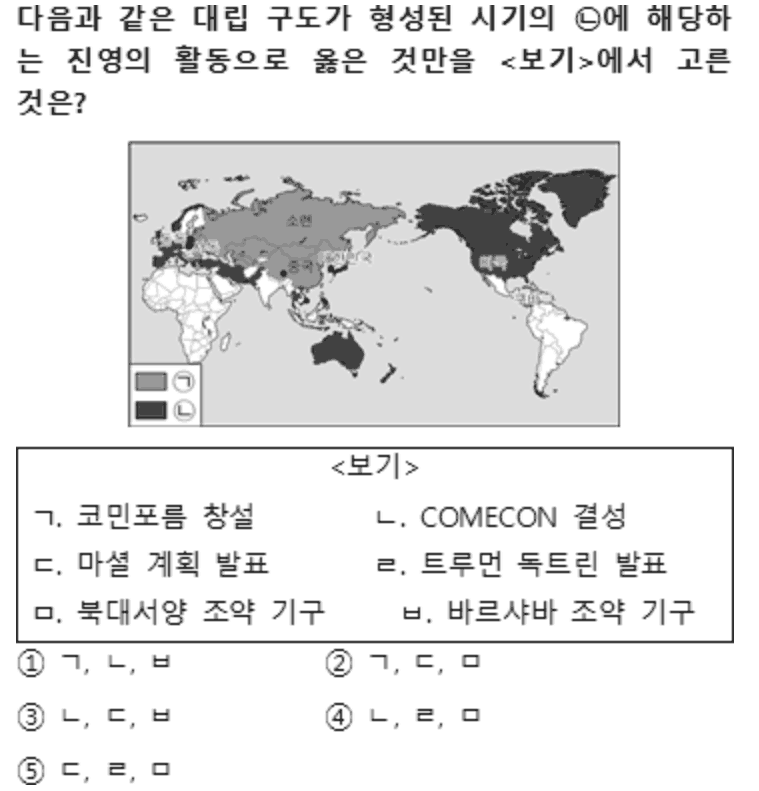 다음과 같은 대립 구도가 형성된 시기의 ㉡에 해당하
는 진영의 활동으로 옳은 것만을 <보기>에서 고른
것은?
소련
중국
미국
㉠
㉡
<보기>
ㄱ. 코민포름 창설 ㄴ. COMECON 결성
ㄷ. 마셜 계획 발표 ㄹ. 트루먼 독트린 발표
ㅁ. 북대서양 조약 기구 ㅂ. 바르샤바 조약 기구
① ㄱ, ㄴ, ㅂ ② ㄱ, ㄷ, ㅁ
③ ㄴ, ㄷ, ㅂ ④ ㄴ, ㄹ, ㅁ
⑤ ㄷ, ㄹ, ㅁ